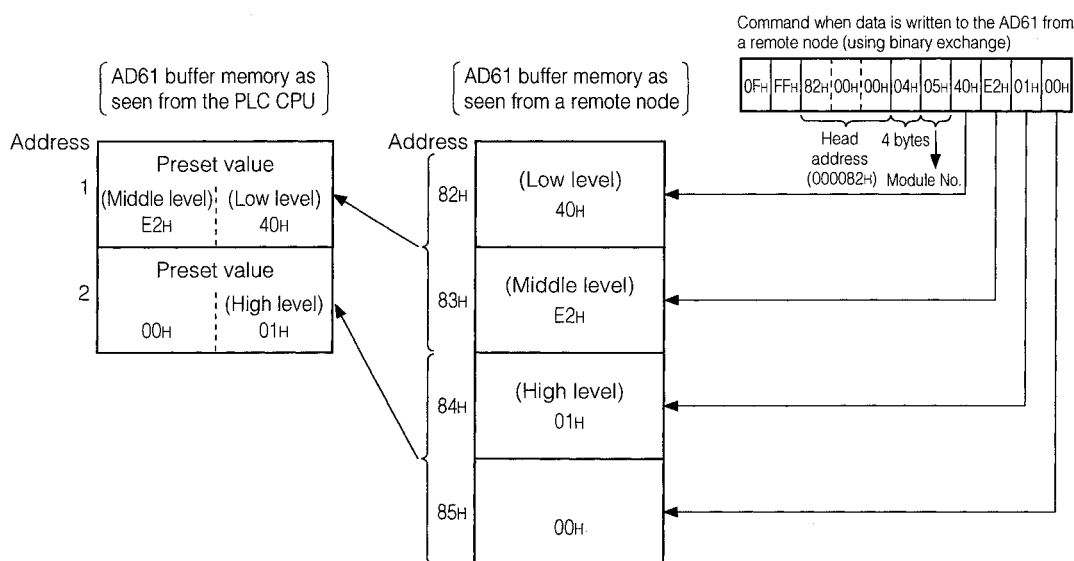 Command when data is written to the AD61 from
a remote node (using binary exchange)
0FH FFH 82H 00H 00H 04H 05H 40H E2H 01H 00H
Head
address
(000082H)
4 bytes
Module No.
AD61 buffer memory as
seen from the PLC CPU
Address
1
Preset value
(Middle level) (Low level)
E2H 40H
2
Preset value
(High level)
00H 01H
AD61 buffer memory as
seen from a remote node
Address
82H
(Low level)
40H
83H
(Middle level)
E2H
84H
(High level)
01H
85H
00H